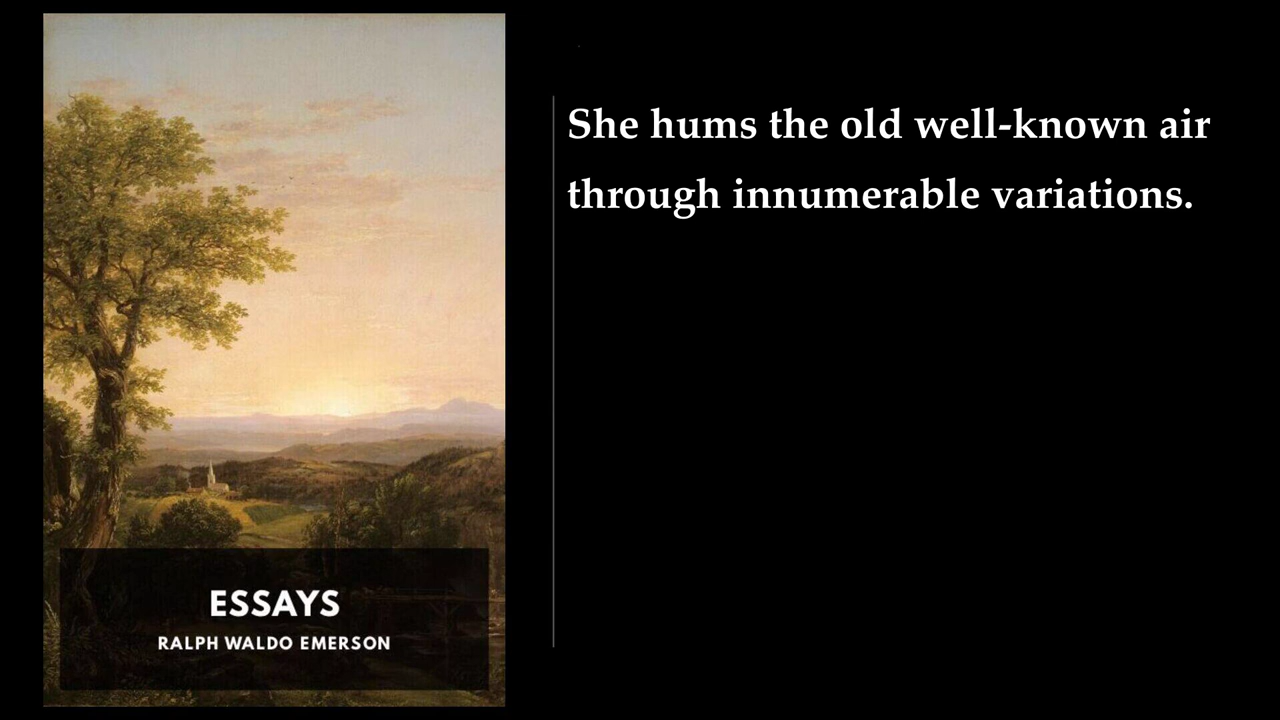 She hums the old well-known air
through innumerable variations.
ESSAYS
RALPH WALDO EMERSON